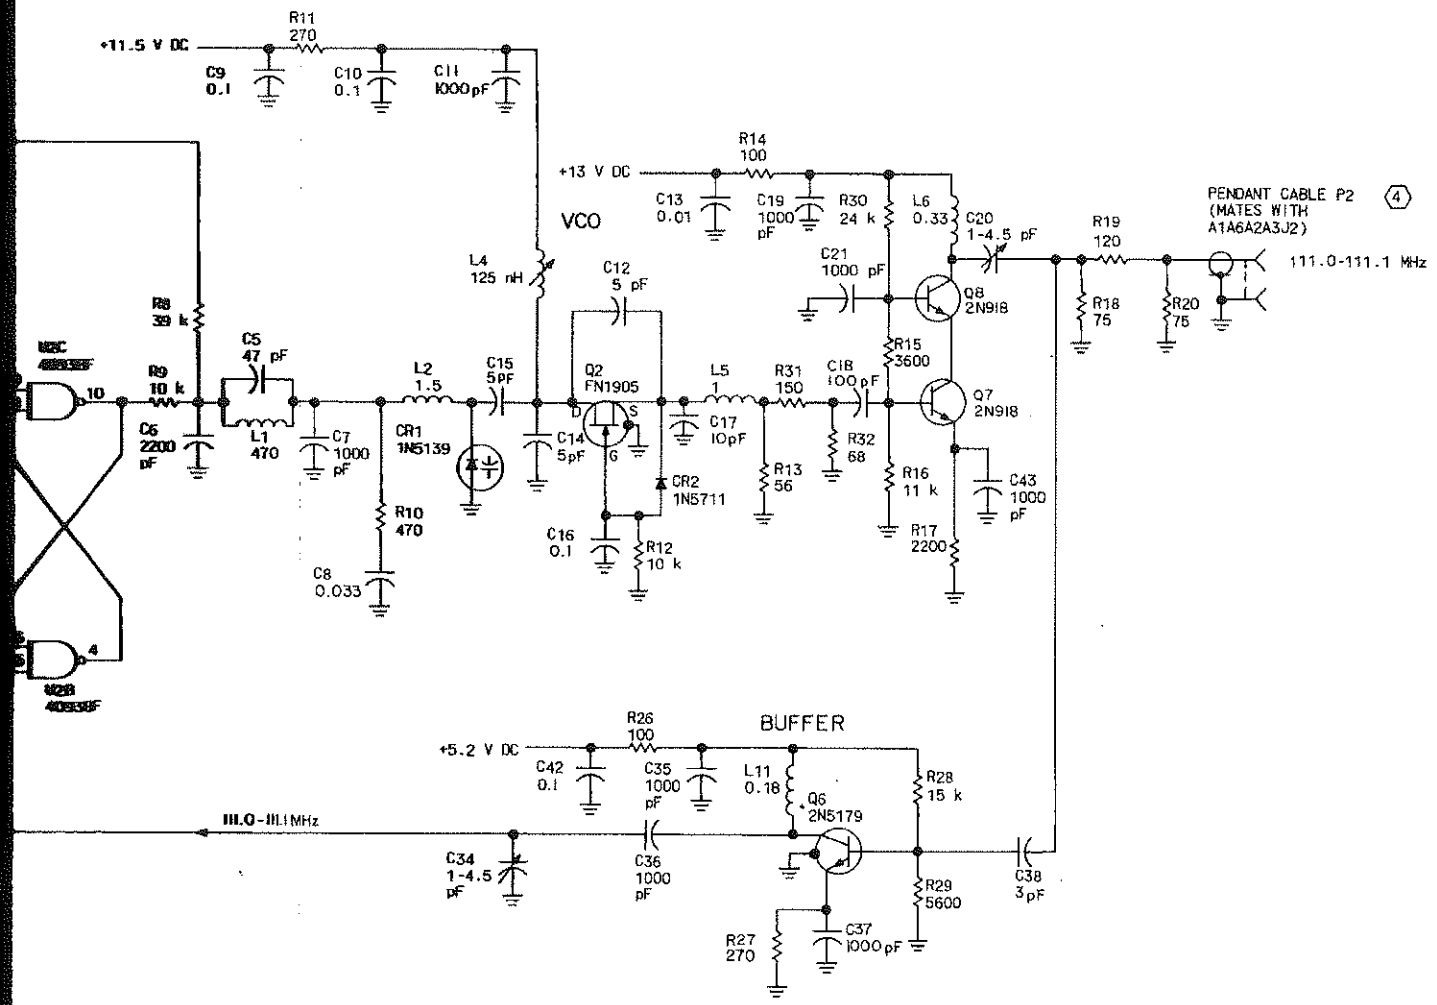 R11
270
+11.5 V DC
C9
0.1
C10
0.1
C11
1000 pF
R14
100
+13 V DC
C13
0.01
C19
1000
pF
R30
24 k
L6
0.33
C20
1-4.5 pF
PENDANT CABLE P2
(MATES WITH
A1A6A2A3J2)
4
R19
120
111.0-111.1 MHz
VCO
L4
125 nH
C12
5 pF
C21
1000 pF
Q8
2N918
R18
75
R20
75
R8
39 k
C5
47 pF
R9
10 k
U2C
10
L2
1.5
C15
5PF
Q2
FN1905
D
S
G
L5
1
R31
150
C18
100 pF
R15
3600
Q7
2N918
C6
2200
pF
L1
470
C7
1000
pF
CR1
1N5139
C14
5pF
C17
10pF
R32
68
R13
56
R16
11 k
C43
1000
pF
CR2
1N5711
R10
470
C16
0.1
R12
10 k
R17
2200
C8
0.033
4
U2B
BUFFER
R26
100
+5.2 V DC
C42
0.1
C35
1000
pF
L11
0.18
R28
15 k
Q6
2N5179
111.0-111.1MHz
C34
1-4.5
pF
C36
1000
pF
C38
3pF
R29
5600
R27
270
C37
1000 pF